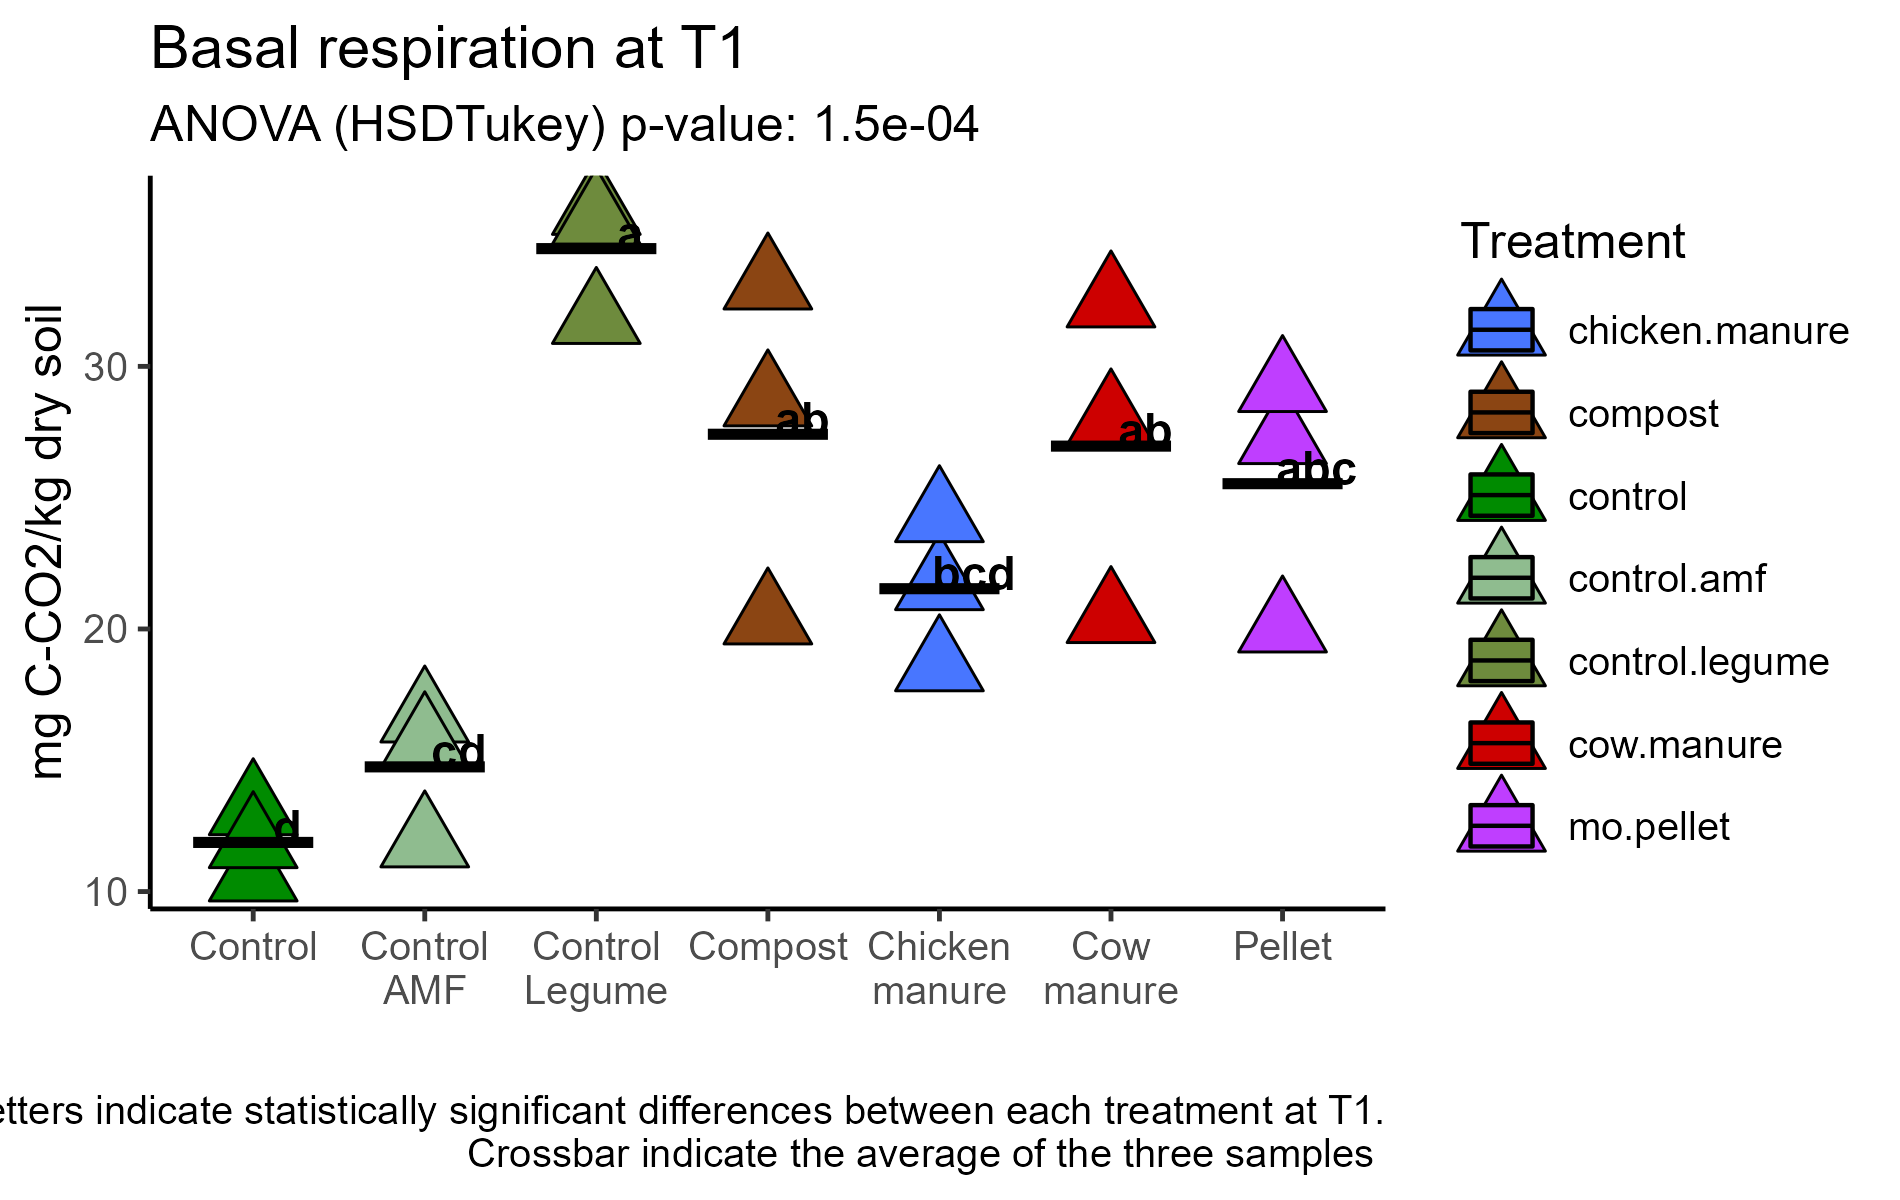 Basal respiration at T1
ANOVA (HSDTukey) p-value: 1.5e-04
mg C-CO2/kg dry soil
30
20
10
a
ab
bcd
ab
abc
cd
d
Control
Control
AMF
Control
Legume
Compost
Chicken
manure
Cow
manure
Pellet
Treatment
chicken.manure
compost
control
control.amf
control.legume
cow.manure
mo.pellet
etters indicate statistically significant differences between each treatment at T1.
Crossbar indicate the average of the three samples